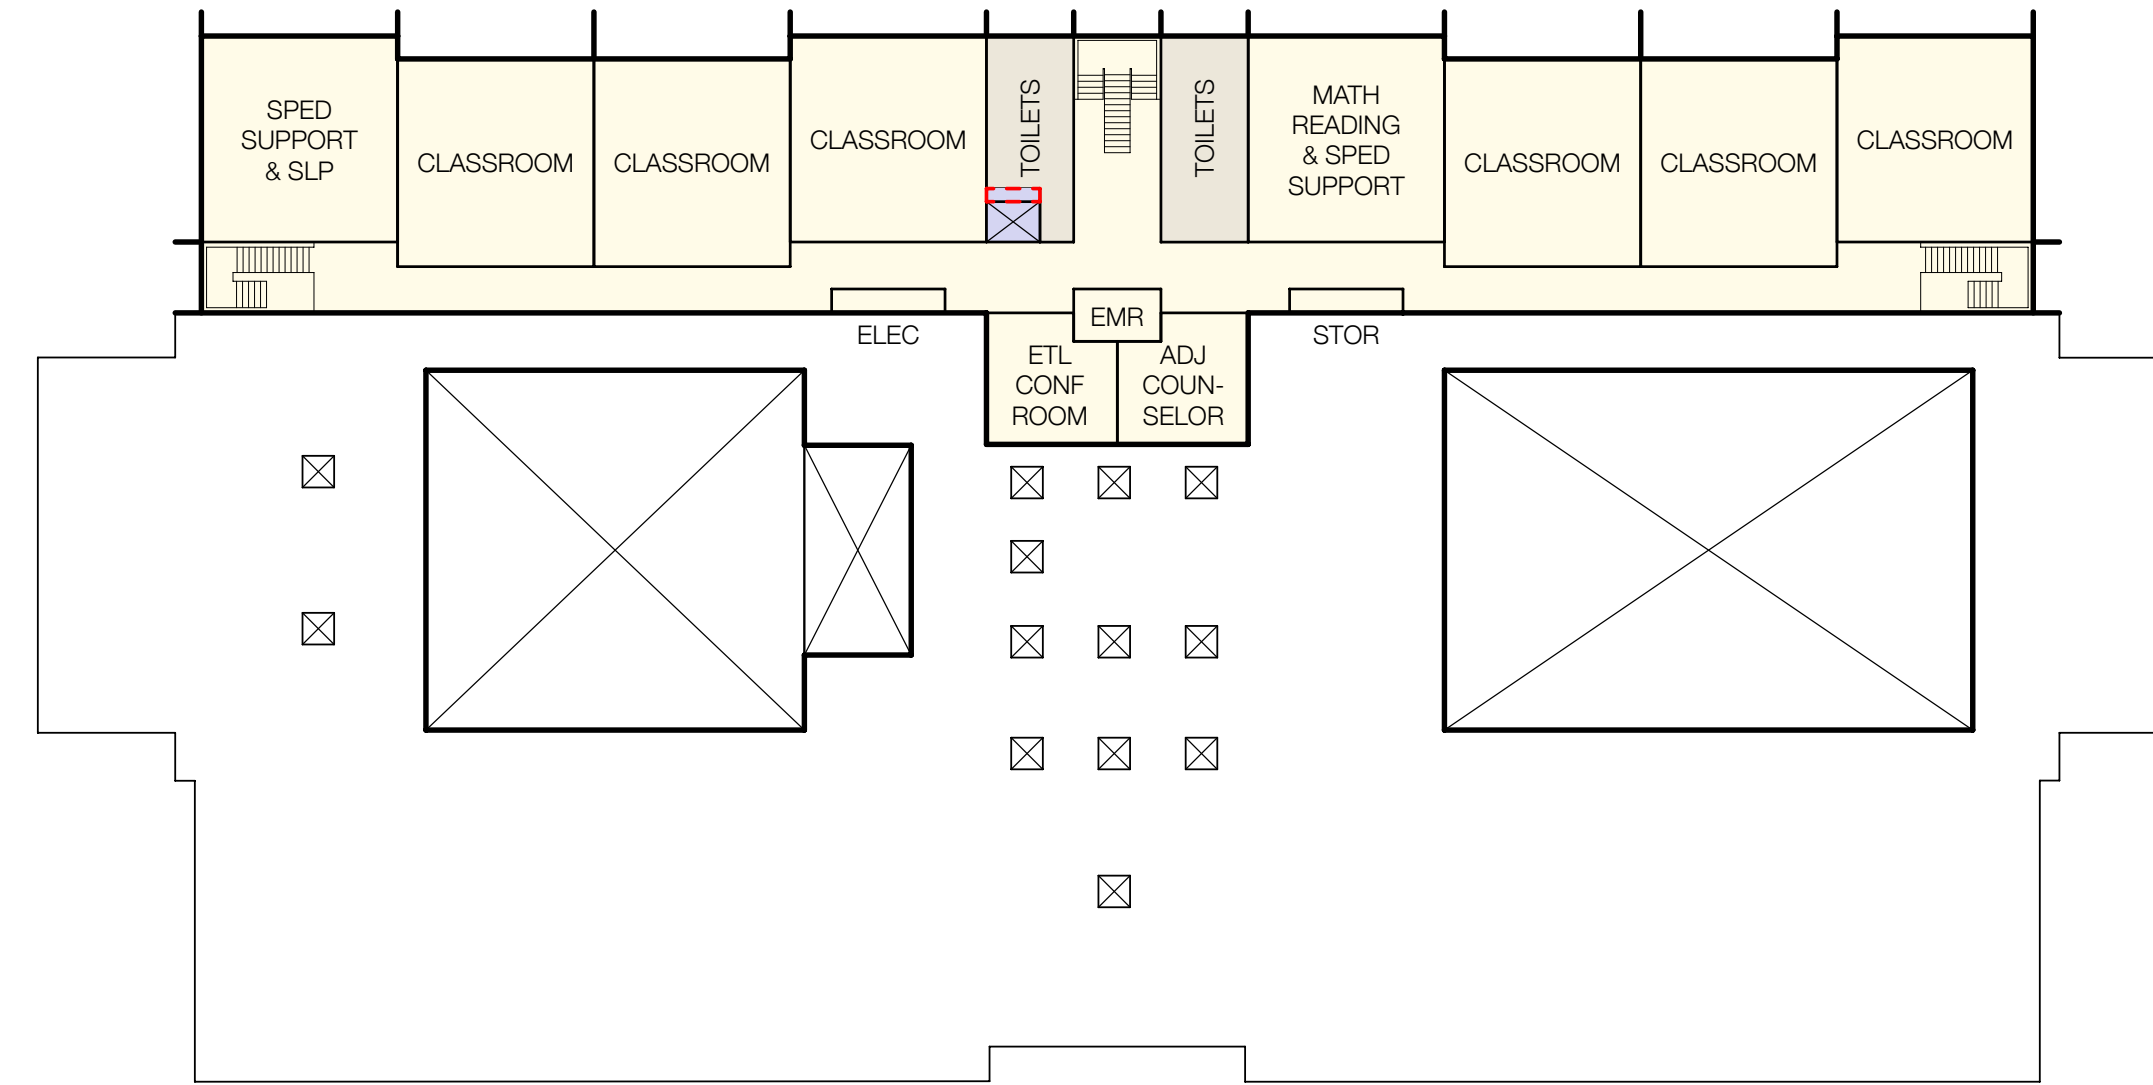 SPED
SUPPORT
& SLP
CLASSROOM
CLASSROOM
CLASSROOM
TOILETS
TOILETS
MATH
READING
& SPED
SUPPORT
CLASSROOM
CLASSROOM
CLASSROOM
ELEC
EMR
STOR
ETL
CONF
ROOM
ADJ
COUN-
SELOR